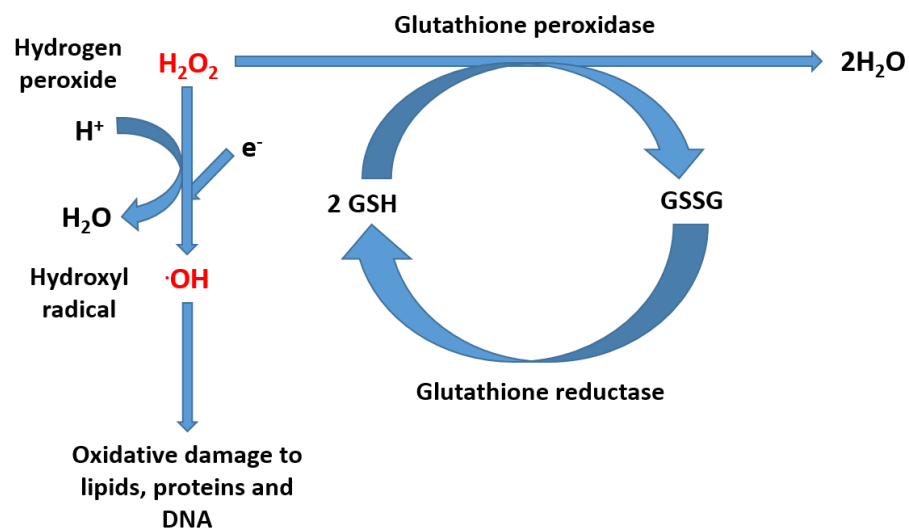 Glutathione peroxidase
Hydrogen
peroxide
H₂O₂
2H₂O
H⁺
e⁻
H₂O
2 GSH
GSSG
Hydroxyl
radical
·OH
Glutathione reductase
Oxidative damage to
lipids, proteins and
DNA